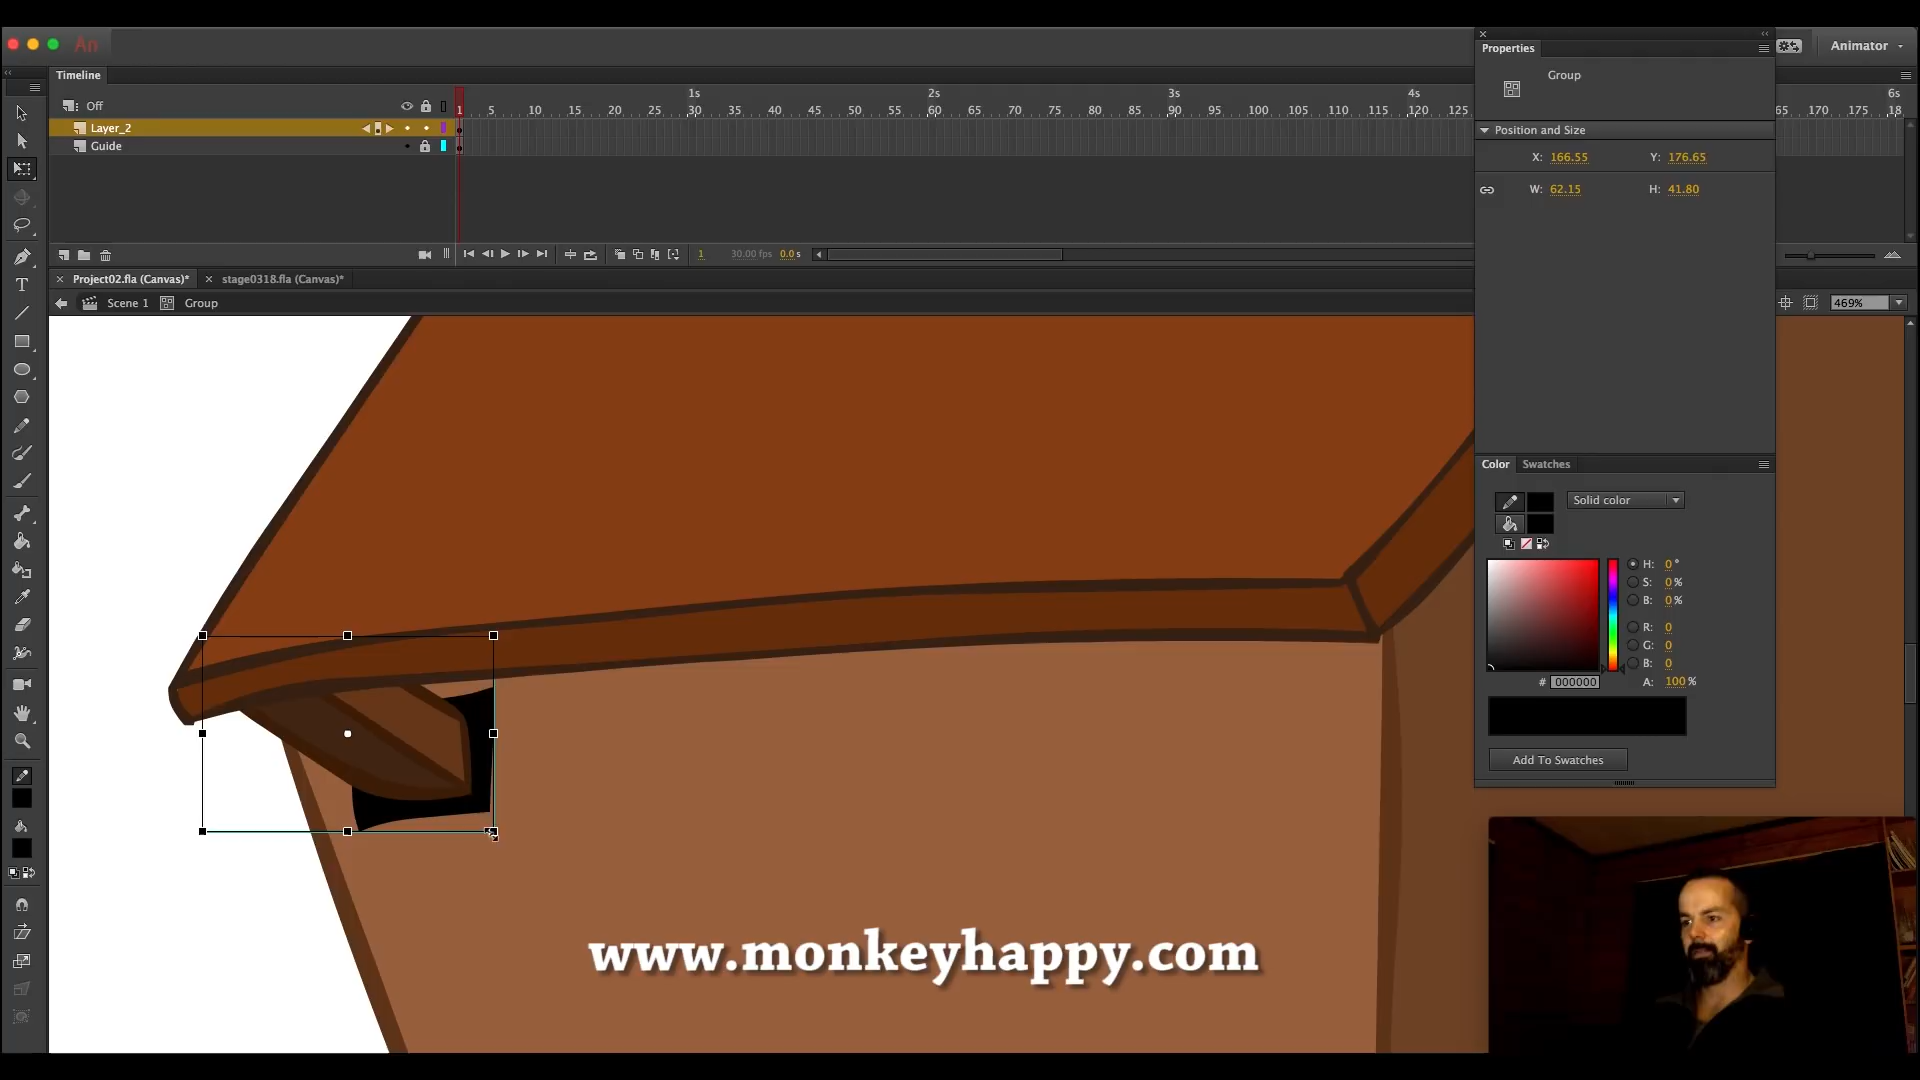 An
Animator
Properties
Group
Timeline
Off
1s 2s 3s 4s 6s
1 5 10 15 20 25 30 35 40 45 50 55 60 65 70 75 80 85 90 95 100 105 110 115 120 125 65 170 175 18
Layer_2
Guide
Position and Size
X: 166.55 Y: 176.65
W: 62.15 H: 41.80
1 30.00 fps 0.0 s
Project02.fla (Canvas)* stage0318.fla (Canvas)*
Scene 1 Group
469%
Color Swatches
Solid color
H: 0 °
S: 0 %
B: 0 %
R: 0
G: 0
B: 0
# 000000 A: 100 %
Add To Swatches
T
www.monkeyhappy.com